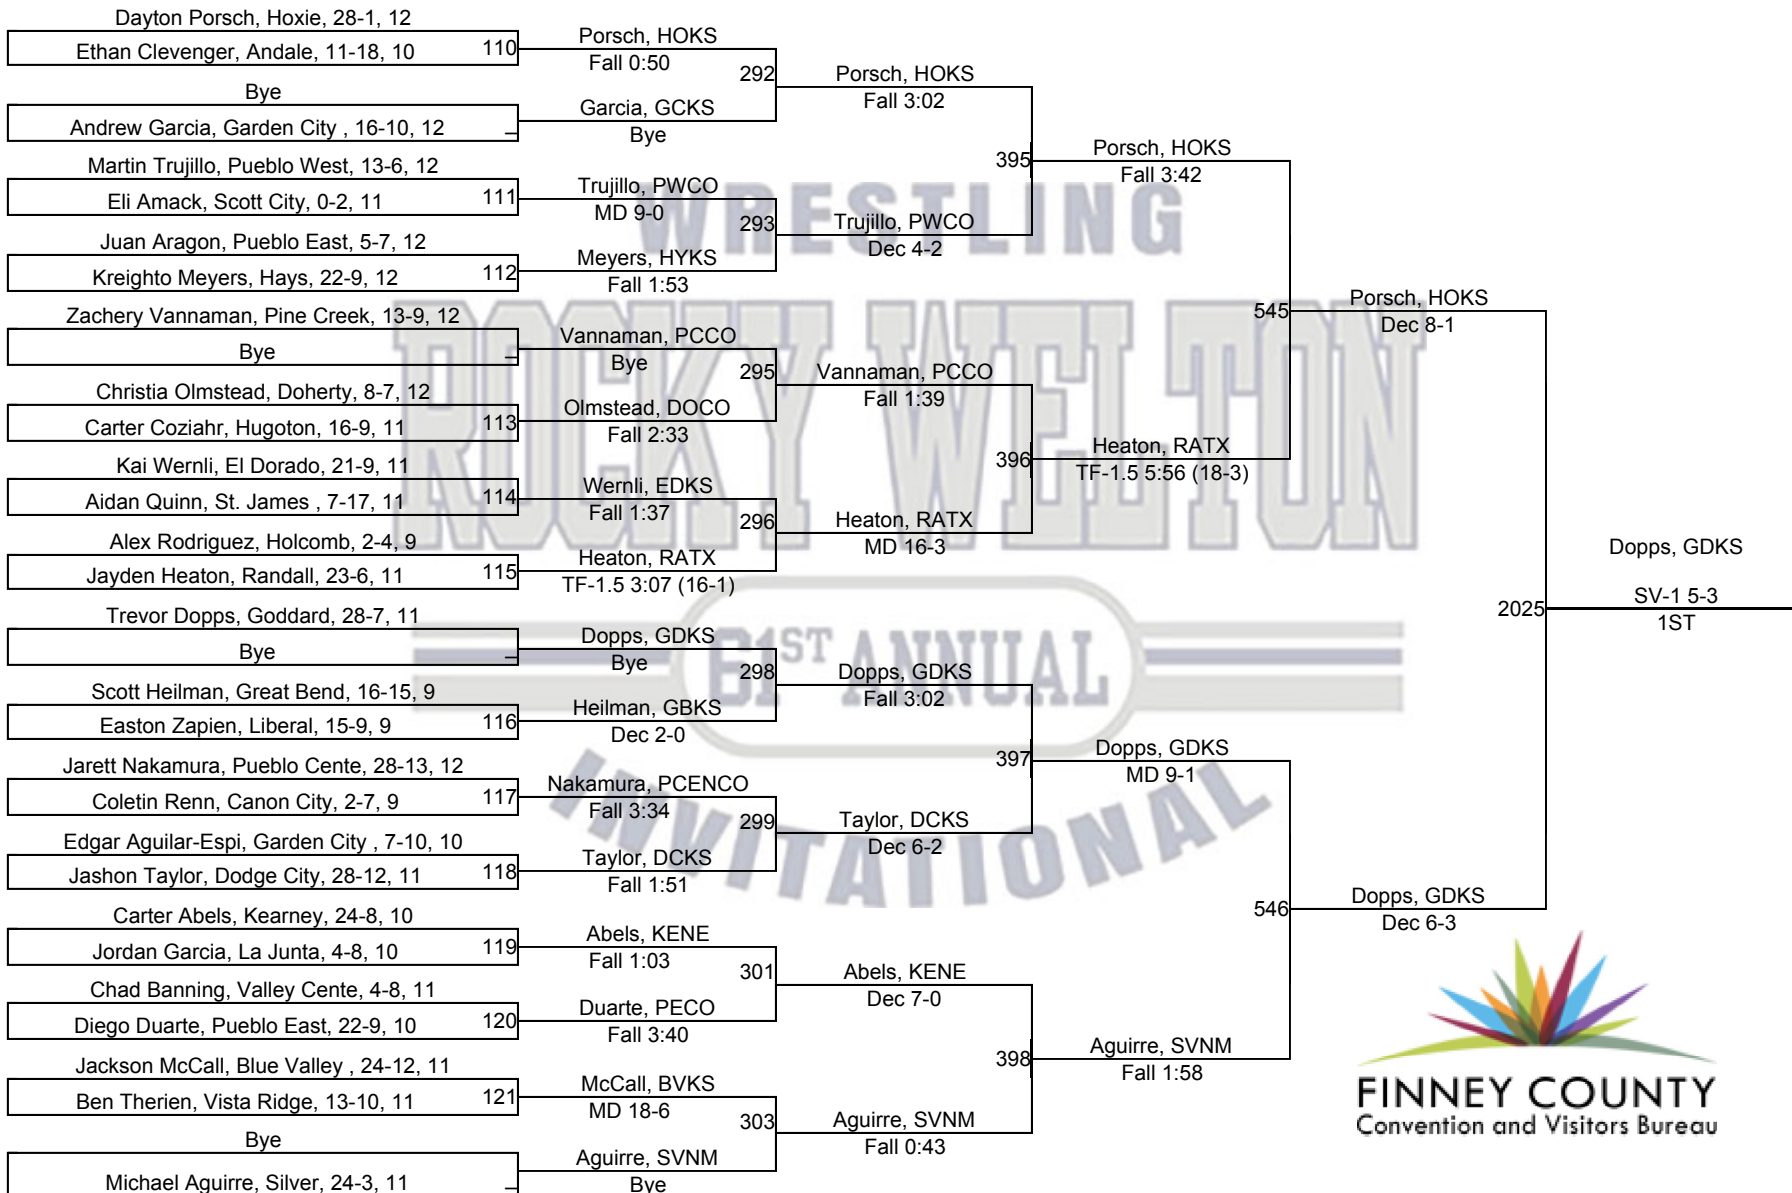 Dayton Porsch, Hoxie, 28-1, 12
Ethan Clevenger, Andale, 11-18, 10
110
Bye
Andrew Garcia, Garden City , 16-10, 12
_
Martin Trujillo, Pueblo West, 13-6, 12
Eli Amack, Scott City, 0-2, 11
111
Juan Aragon, Pueblo East, 5-7, 12
Kreighto Meyers, Hays, 22-9, 12
112
Zachery Vannaman, Pine Creek, 13-9, 12
Bye
_
Christia Olmstead, Doherty, 8-7, 12
Carter Coziahr, Hugoton, 16-9, 11
113
Kai Wernli, El Dorado, 21-9, 11
Aidan Quinn, St. James , 7-17, 11
114
Alex Rodriguez, Holcomb, 2-4, 9
Jayden Heaton, Randall, 23-6, 11
115
Trevor Dopps, Goddard, 28-7, 11
Bye
_
Scott Heilman, Great Bend, 16-15, 9
Easton Zapien, Liberal, 15-9, 9
116
Jarett Nakamura, Pueblo Cente, 28-13, 12
Coletin Renn, Canon City, 2-7, 9
117
Edgar Aguilar-Espi, Garden City , 7-10, 10
Jashon Taylor, Dodge City, 28-12, 11
118
Carter Abels, Kearney, 24-8, 10
Jordan Garcia, La Junta, 4-8, 10
119
Chad Banning, Valley Cente, 4-8, 11
Diego Duarte, Pueblo East, 22-9, 10
120
Jackson McCall, Blue Valley , 24-12, 11
Ben Therien, Vista Ridge, 13-10, 11
121
Bye
Michael Aguirre, Silver, 24-3, 11
_
Porsch, HOKS
Fall 0:50
292
Garcia, GCKS
Bye
Trujillo, PWCO
MD 9-0
293
Meyers, HYKS
Fall 1:53
Vannaman, PCCO
Bye
295
Olmstead, DOCO
Fall 2:33
Wernli, EDKS
Fall 1:37
296
Heaton, RATX
TF-1.5 3:07 (16-1)
Dopps, GDKS
Bye
298
Heilman, GBKS
Dec 2-0
Nakamura, PCENCO
Fall 3:34
299
Taylor, DCKS
Fall 1:51
Abels, KENE
Fall 1:03
301
Duarte, PECO
Fall 3:40
McCall, BVKS
MD 18-6
303
Aguirre, SVNM
Bye
Porsch, HOKS
Fall 3:02
395
Trujillo, PWCO
Dec 4-2
Vannaman, PCCO
Fall 1:39
396
Heaton, RATX
MD 16-3
Dopps, GDKS
Fall 3:02
397
Taylor, DCKS
Dec 6-2
Abels, KENE
Dec 7-0
398
Aguirre, SVNM
Fall 0:43
Porsch, HOKS
Fall 3:42
545
Heaton, RATX
TF-1.5 5:56 (18-3)
Dopps, GDKS
MD 9-1
546
Aguirre, SVNM
Fall 1:58
Porsch, HOKS
Dec 8-1
2025
Dopps, GDKS
Dec 6-3
Dopps, GDKS
SV-1 5-3
1ST
WRESTLING
ROCKY WELTON
61ST ANNUAL
INVITATIONAL
FINNEY COUNTY
Convention and Visitors Bureau